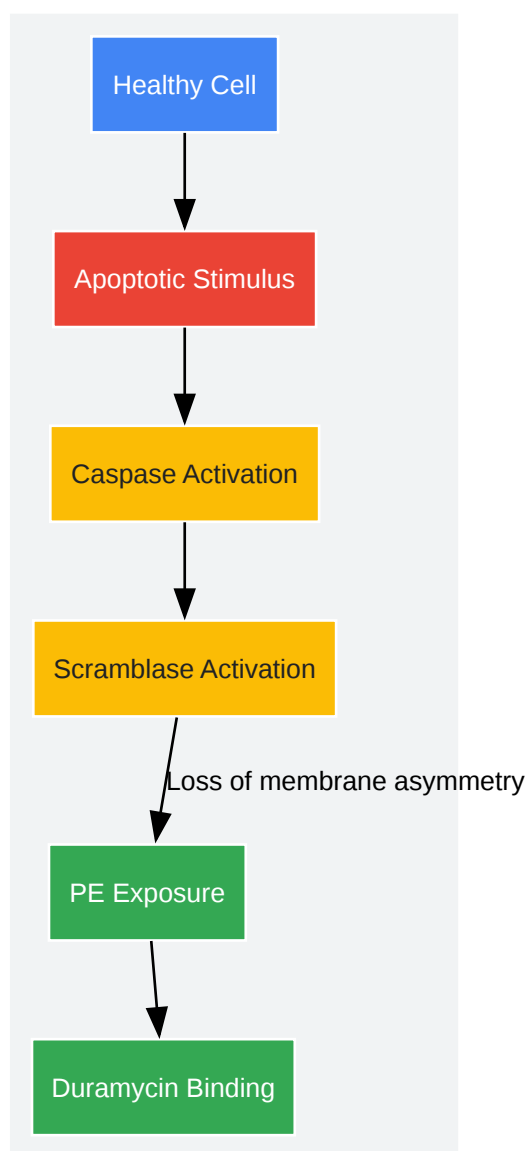 Healthy Cell
Apoptotic Stimulus
Caspase Activation
Scramblase Activation
Loss of membrane asymmetry
PE Exposure
Duramycin Binding